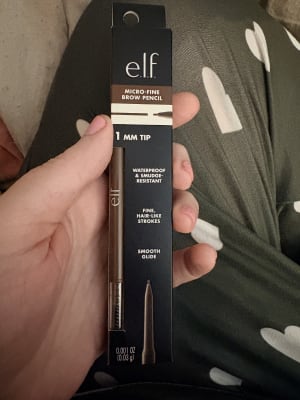 e.l.f.
MICRO-FINE
BROW PENCIL
1 MM TIP
WATERPROOF
& SMUDGE-
RESISTANT
elf
FINE,
HAIR-LIKE
STROKES
SMOOTH
GLIDE
0.001 OZ
(0.03 g)